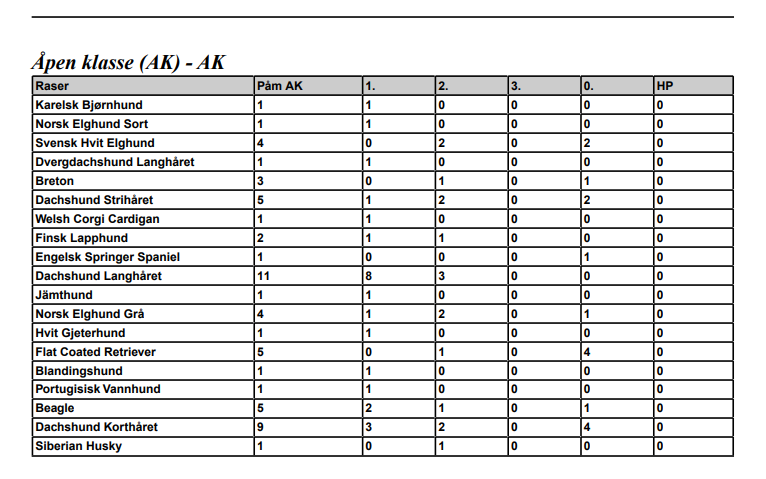 Åpen klasse (AK) - AK
Raser Påm AK 1. 2. 3. 0. HP
Karelsk Bjørnhund 1 1 0 0 0 0
Norsk Elghund Sort 1 1 0 0 0 0
Svensk Hvit Elghund 4 0 2 0 2 0
Dvergdachshund Langhåret 1 1 0 0 0 0
Breton 3 0 1 0 1 0
Dachshund Strihåret 5 1 2 0 2 0
Welsh Corgi Cardigan 1 1 0 0 0 0
Finsk Lapphund 2 1 1 0 0 0
Engelsk Springer Spaniel 1 0 0 0 1 0
Dachshund Langhåret 11 8 3 0 0 0
Jämthund 1 1 0 0 0 0
Norsk Elghund Grå 4 1 2 0 1 0
Hvit Gjeterhund 1 1 0 0 0 0
Flat Coated Retriever 5 0 1 0 4 0
Blandingshund 1 1 0 0 0 0
Portugisisk Vannhund 1 1 0 0 0 0
Beagle 5 2 1 0 1 0
Dachshund Korthåret 9 3 2 0 4 0
Siberian Husky 1 0 1 0 0 0